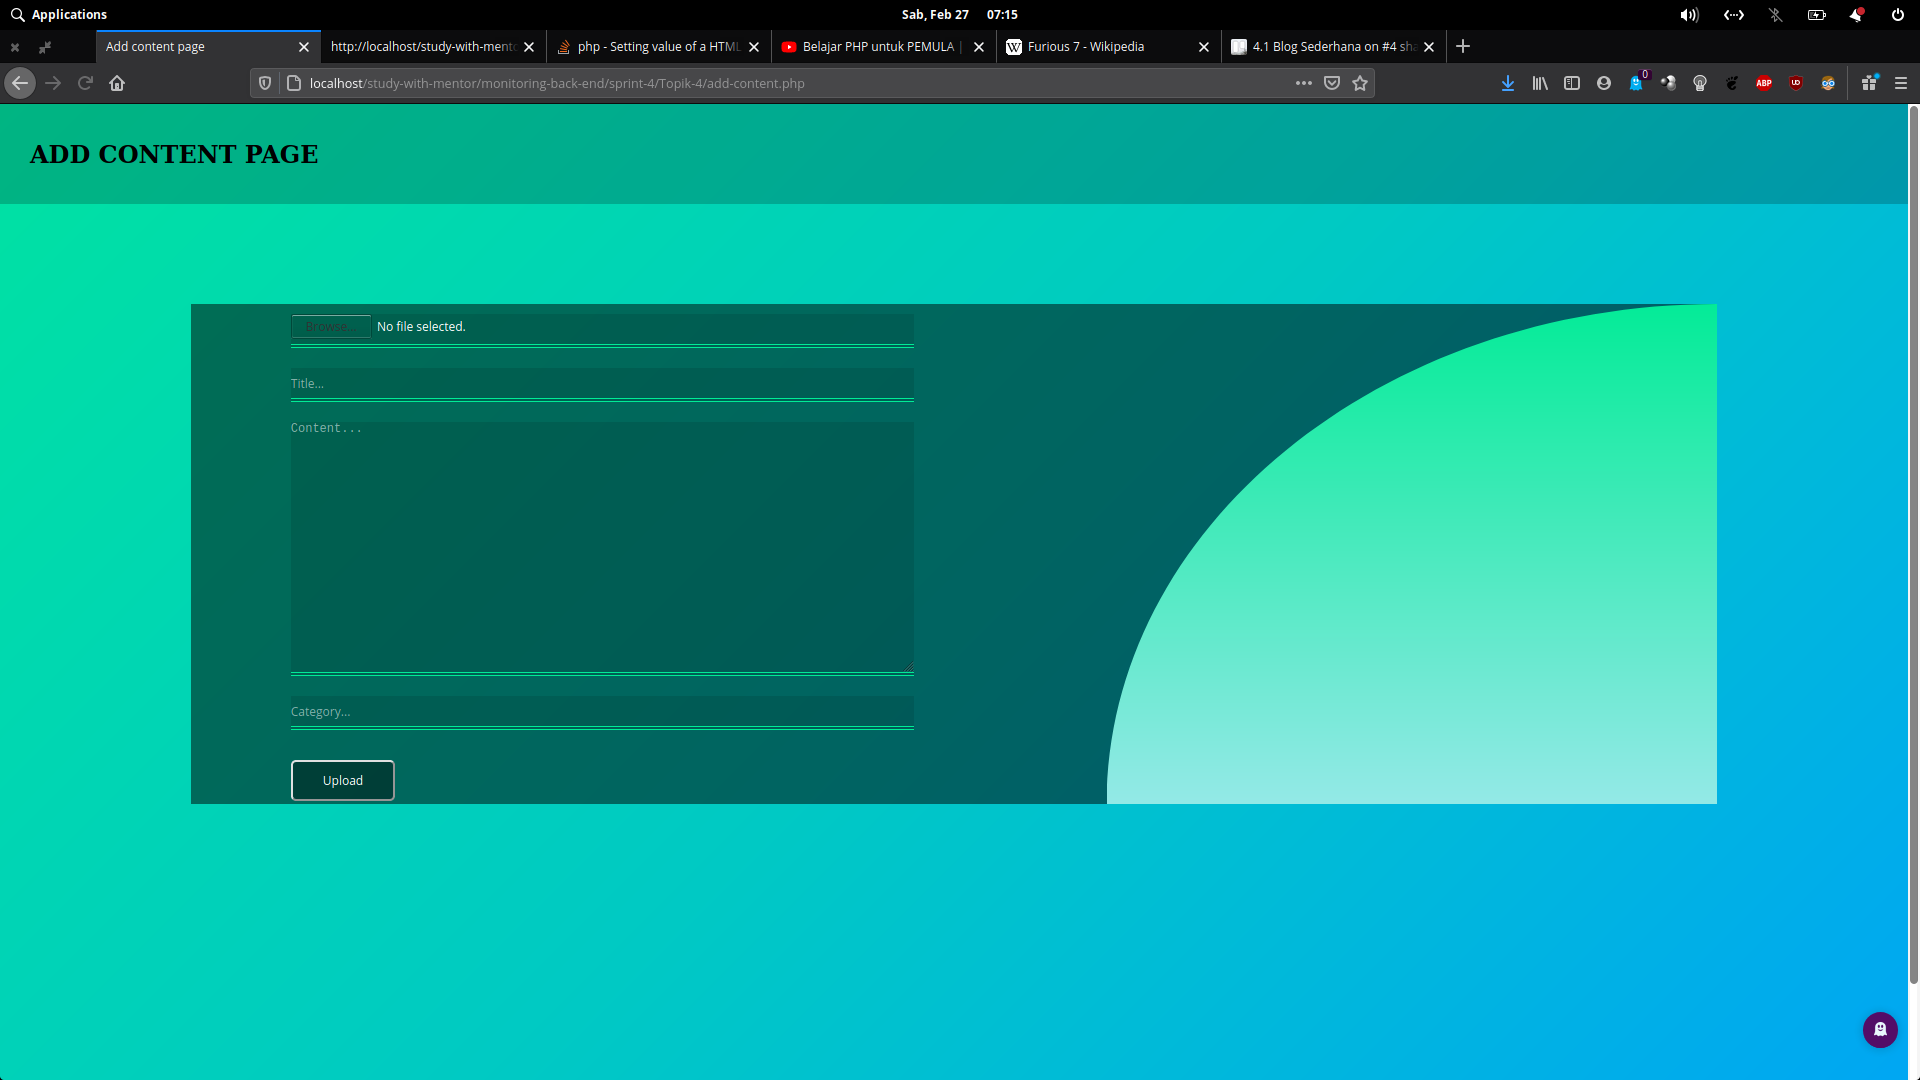 Applications
Sab, Feb 27 07:15
Add content page
http://localhost/study-with-mento
php - Setting value of a HTML
Belajar PHP untuk PEMULA |
Furious 7 - Wikipedia
4.1 Blog Sederhana on #4 sha
localhost/study-with-mentor/monitoring-back-end/sprint-4/Topik-4/add-content.php
0
ABP
ADD CONTENT PAGE
Browse... No file selected.
Title...
Content...
Category...
Upload